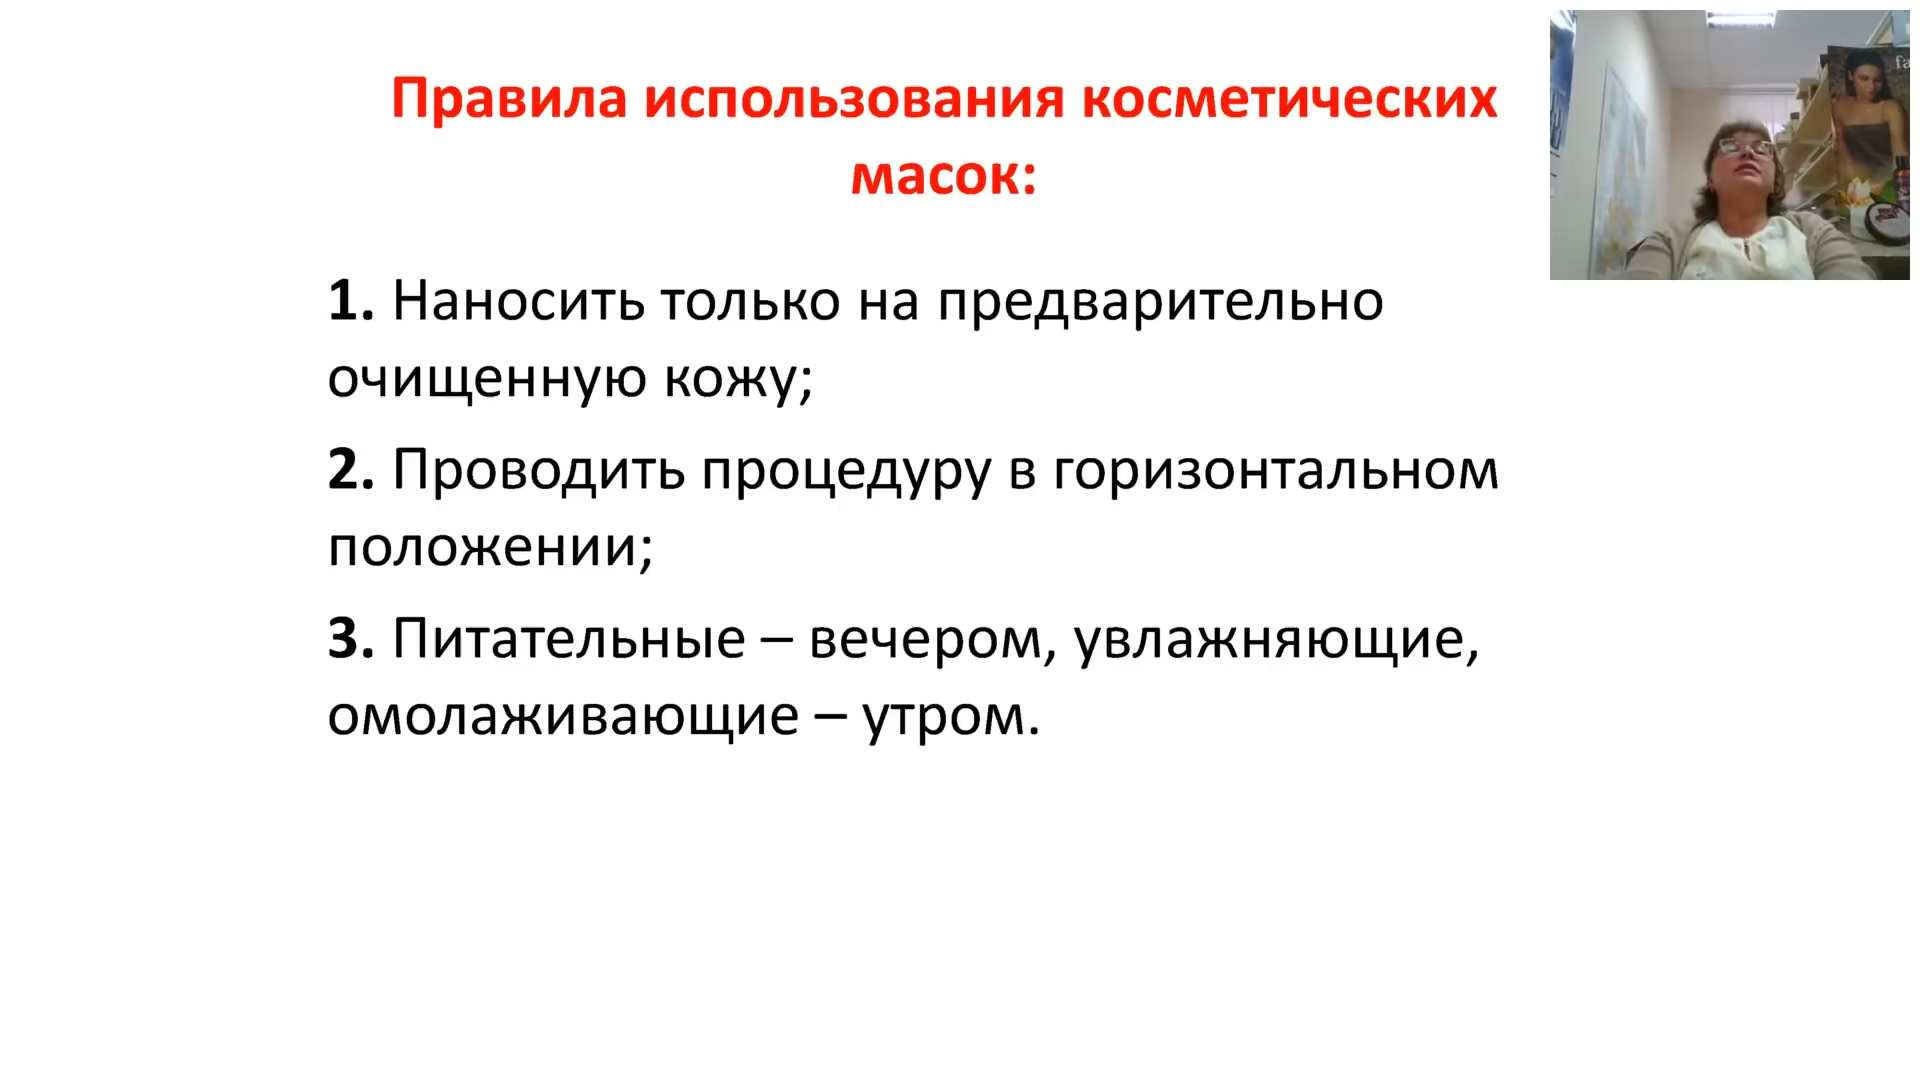 Правила использования косметических
масок:
1. Наносить только на предварительно
очищенную кожу;
2. Проводить процедуру в горизонтальном
положении;
3. Питательные – вечером, увлажняющие,
омолаживающие – утром.
fa